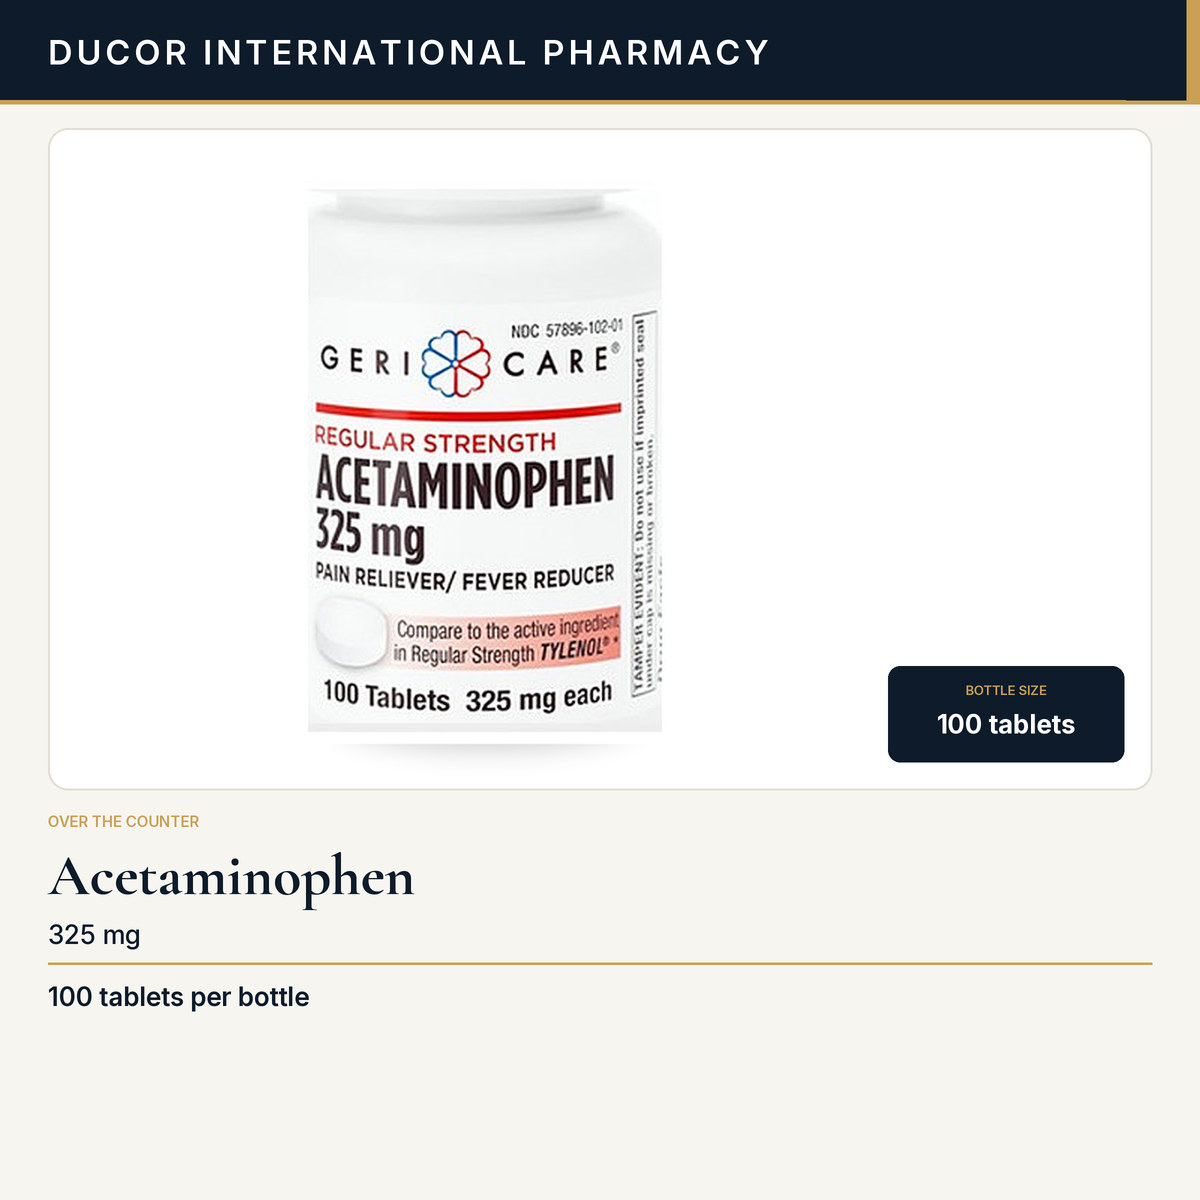 DUCOR INTERNATIONAL PHARMACY
NDC 57896-102-01
GERI CARE®
REGULAR STRENGTH
ACETAMINOPHEN
325 mg
PAIN RELIEVER/ FEVER REDUCER
Compare to the active ingredient
in Regular Strength TYLENOL® *
100 Tablets 325 mg each
TAMPER EVIDENT: Do not use if imprinted seal
under cap is missing or broken.
BOTTLE SIZE
100 tablets
OVER THE COUNTER
Acetaminophen
325 mg
100 tablets per bottle